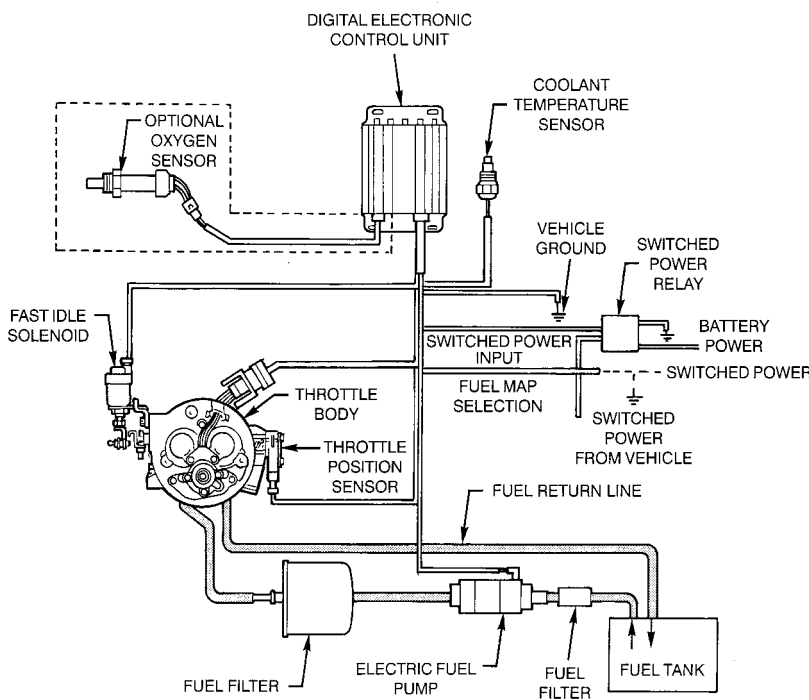 DIGITAL ELECTRONIC
CONTROL UNIT
COOLANT
TEMPERATURE
SENSOR
OPTIONAL
OXYGEN
SENSOR
VEHICLE
GROUND
SWITCHED
POWER
RELAY
FAST IDLE
SOLENOID
BATTERY
POWER
SWITCHED POWER
INPUT
SWITCHED POWER
FUEL MAP
SELECTION
THROTTLE
BODY
SWITCHED
POWER
FROM VEHICLE
THROTTLE
POSITION
SENSOR
FUEL RETURN LINE
FUEL FILTER
ELECTRIC FUEL
PUMP
FUEL
FILTER
FUEL TANK